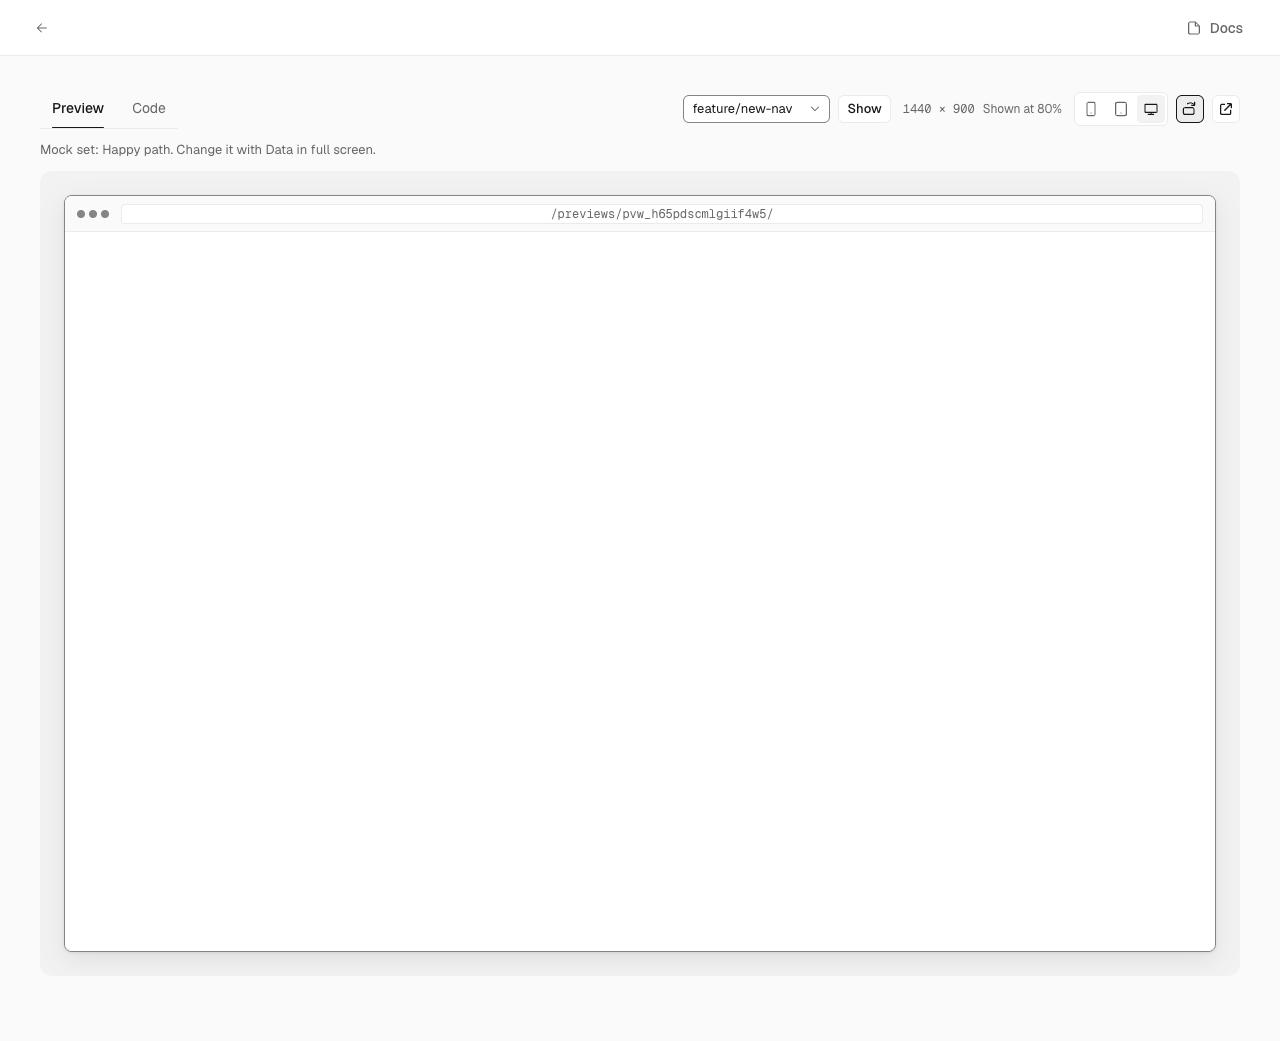 Docs
Preview Code
feature/new-nav Show 1440 × 900 Shown at 80%
Mock set: Happy path. Change it with Data in full screen.
/previews/pvw_h65pdscmlgiif4w5/